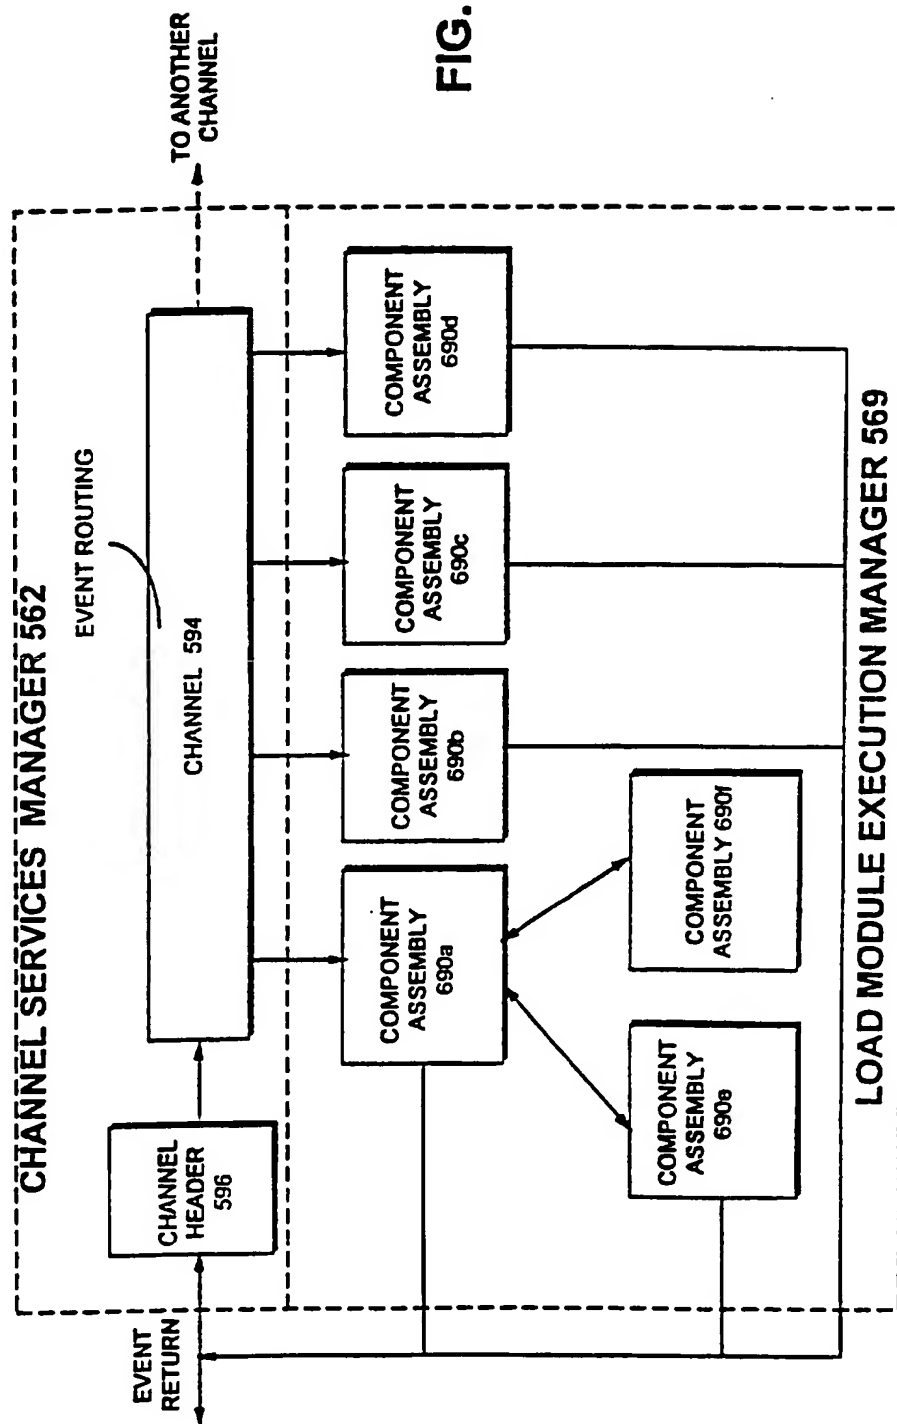 CHANNEL SERVICES MANAGER 562
EVENT ROUTING
TO ANOTHER
CHANNEL
EVENT
RETURN
CHANNEL
HEADER
596
CHANNEL 594
COMPONENT
ASSEMBLY
690a
COMPONENT
ASSEMBLY
690b
COMPONENT
ASSEMBLY
690c
COMPONENT
ASSEMBLY
690d
COMPONENT
ASSEMBLY
690e
COMPONENT
ASSEMBLY 690f
LOAD MODULE EXECUTION MANAGER 569
FIG.